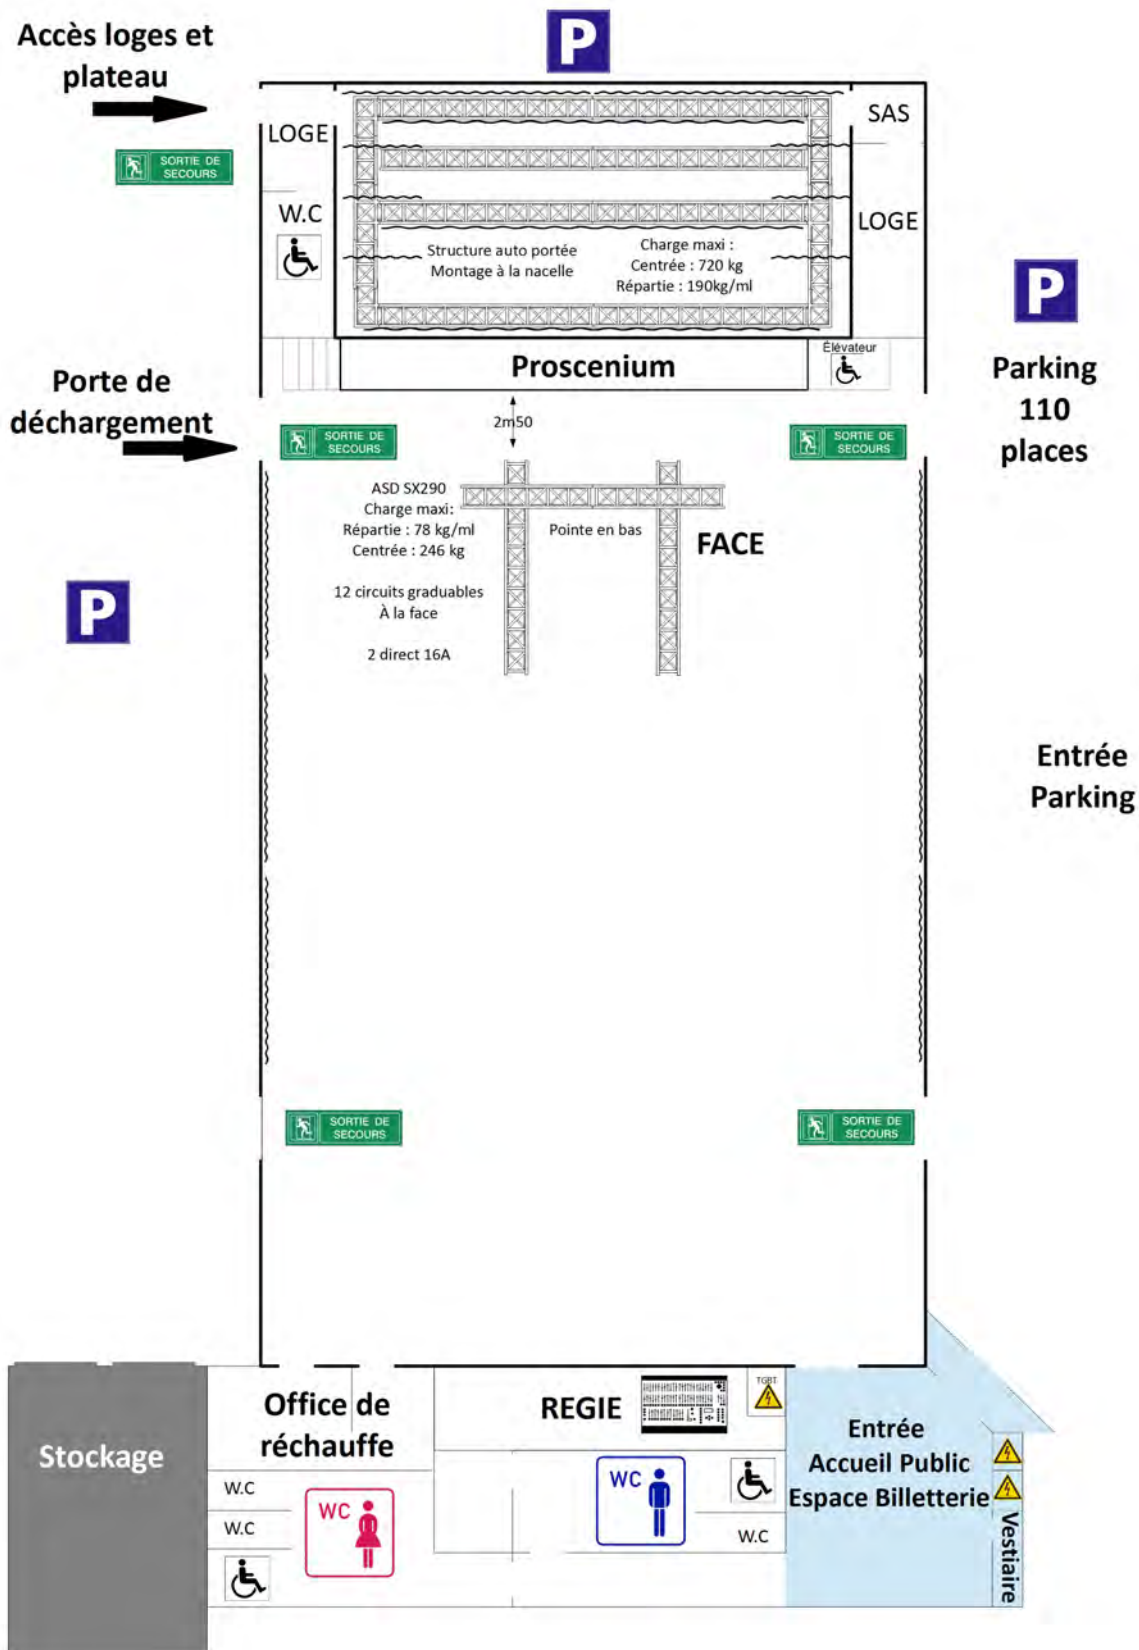 P
Accès loges et
plateau
SORTIE DE
SECOURS
LOGE
W.C
SAS
LOGE
Structure auto portée
Montage à la nacelle
Charge maxi :
Centrée : 720 kg
Répartie : 190kg/ml
P
Parking
110
places
Proscenium
Élévateur
Porte de
déchargement
2m50
SORTIE DE
SECOURS
SORTIE DE
SECOURS
ASD SX290
Charge maxi:
Répartie : 78 kg/ml
Centrée : 246 kg
Pointe en bas
FACE
12 circuits graduables
À la face
2 direct 16A
P
Entrée
Parking
SORTIE DE
SECOURS
SORTIE DE
SECOURS
Stockage
Office de
réchauffe
REGIE
TGBT
Entrée
Accueil Public
Espace Billetterie
Vestiaire
W.C
W.C
WC
WC
W.C